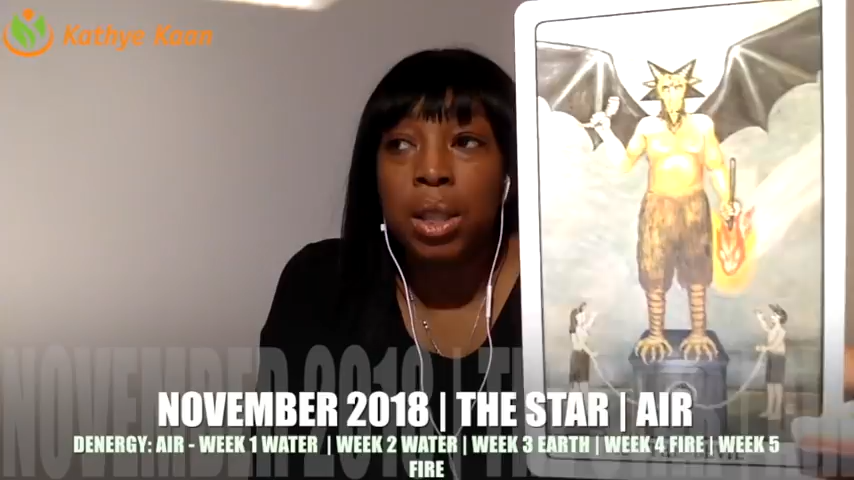 Kathye Kaan
NOVEMBER 2018 | THE STAR | AIR
DENERGY: AIR - WEEK 1 WATER | WEEK 2 WATER | WEEK 3 EARTH | WEEK 4 FIRE | WEEK 5
FIRE